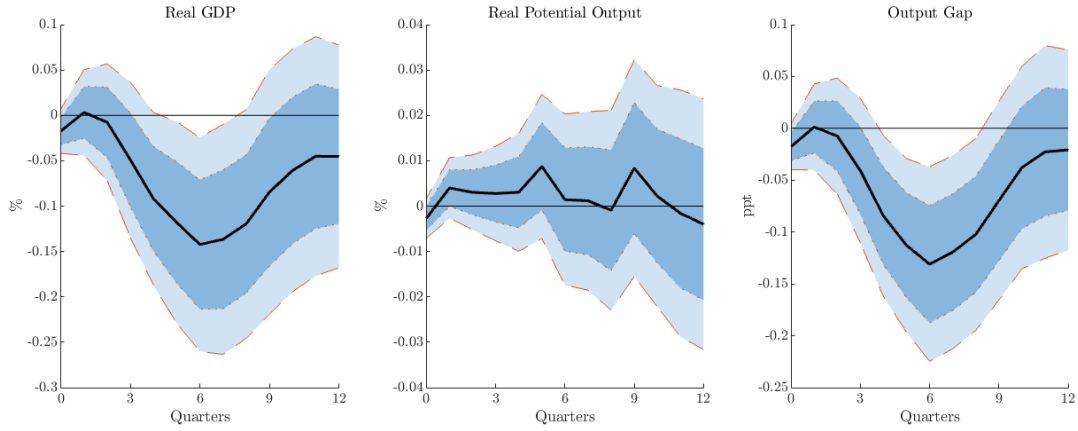 Real GDP
0.1
0.05
0
-0.05
-0.1
-0.15
-0.2
-0.25
-0.3
%
0 3 6 9 12
Quarters
Real Potential Output
0.04
0.03
0.02
0.01
0
-0.01
-0.02
-0.03
-0.04
%
0 3 6 9 12
Quarters
Output Gap
0.1
0.05
0
-0.05
-0.1
-0.15
-0.2
-0.25
ppt
0 3 6 9 12
Quarters